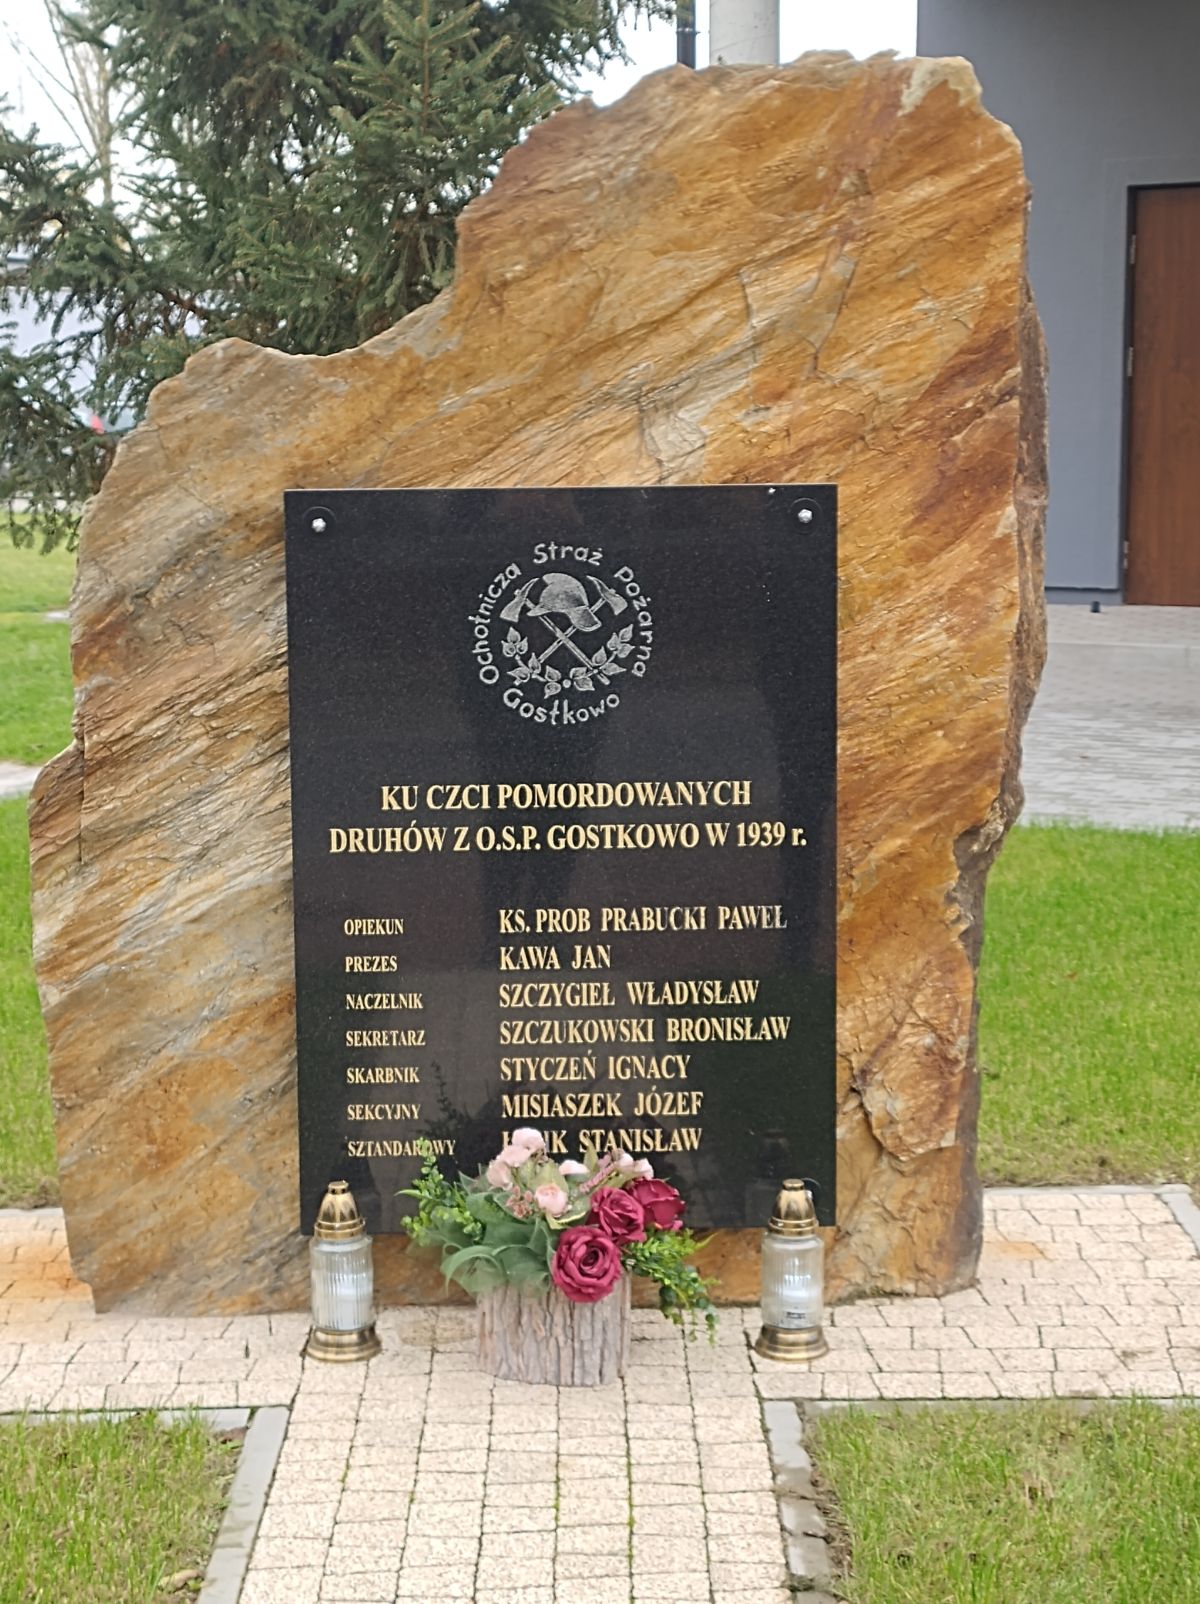 Ochotnicza Straż Pożarna
Gostkowo
KU CZCI POMORDOWANYCH
DRUHÓW Z O.S.P. GOSTKOWO W 1939 r.
OPIEKUN KS. PROB PRABUCKI PAWEŁ
PREZES KAWA JAN
NACZELNIK SZCZYGIEŁ WŁADYSŁAW
SEKRETARZ SZCZUKOWSKI BRONISŁAW
SKARBNIK STYCZEŃ IGNACY
SEKCYJNY MISIASZEK JÓZEF
SZTANDAROWY STANISŁAW